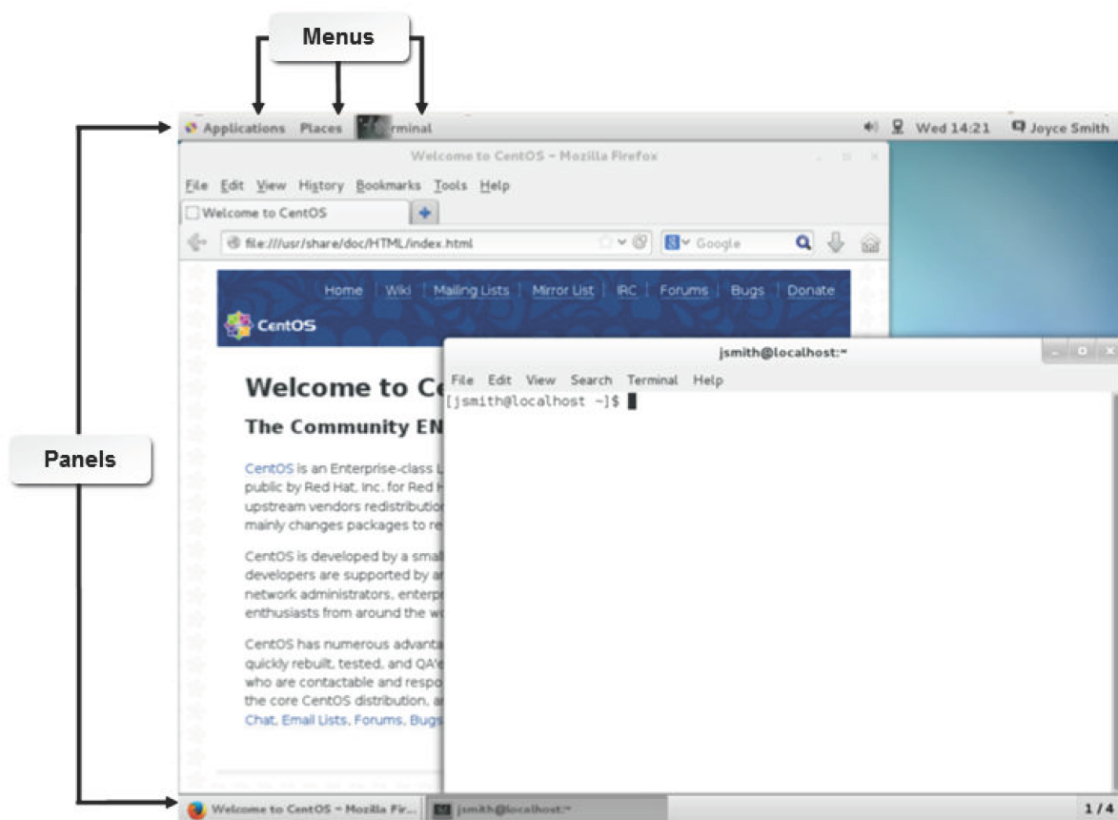 Menus
Applications Places Terminal Wed 14:21 Joyce Smith
Welcome to CentOS - Mozilla Firefox
File Edit View History Bookmarks Tools Help
Welcome to CentOS
file:///usr/share/doc/HTML/index.html Google
Home Wiki Mailing Lists Mirror List IRC Forums Bugs Donate
CentOS
jsmith@localhost:~
File Edit View Search Terminal Help
[jsmith@localhost ~]$
Welcome to Ce
The Community EN
CentOS is an Enterprise-class L
public by Red Hat, Inc. for Red H
upstream vendors redistribution
mainly changes packages to re
CentOS is developed by a small
developers are supported by an
network administrators, enterpr
enthusiasts from around the wo
CentOS has numerous advanta
quickly rebuilt, tested, and QA'e
who are contactable and respo
the core CentOS distribution, a
Chat, Email Lists, Forums, Bugs
Panels
Welcome to CentOS - Mozilla Fir... jsmith@localhost:~ 1 / 4